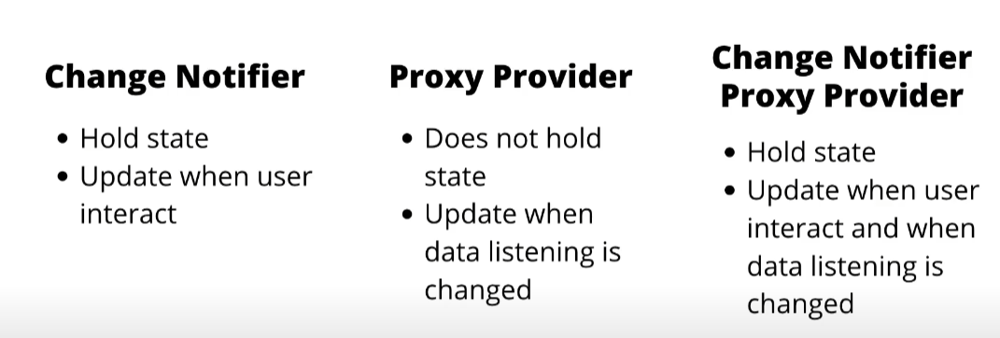 Change Notifier
• Hold state
• Update when user
interact
Proxy Provider
• Does not hold
state
• Update when
data listening is
changed
Change Notifier
Proxy Provider
• Hold state
• Update when user
interact and when
data listening is
changed